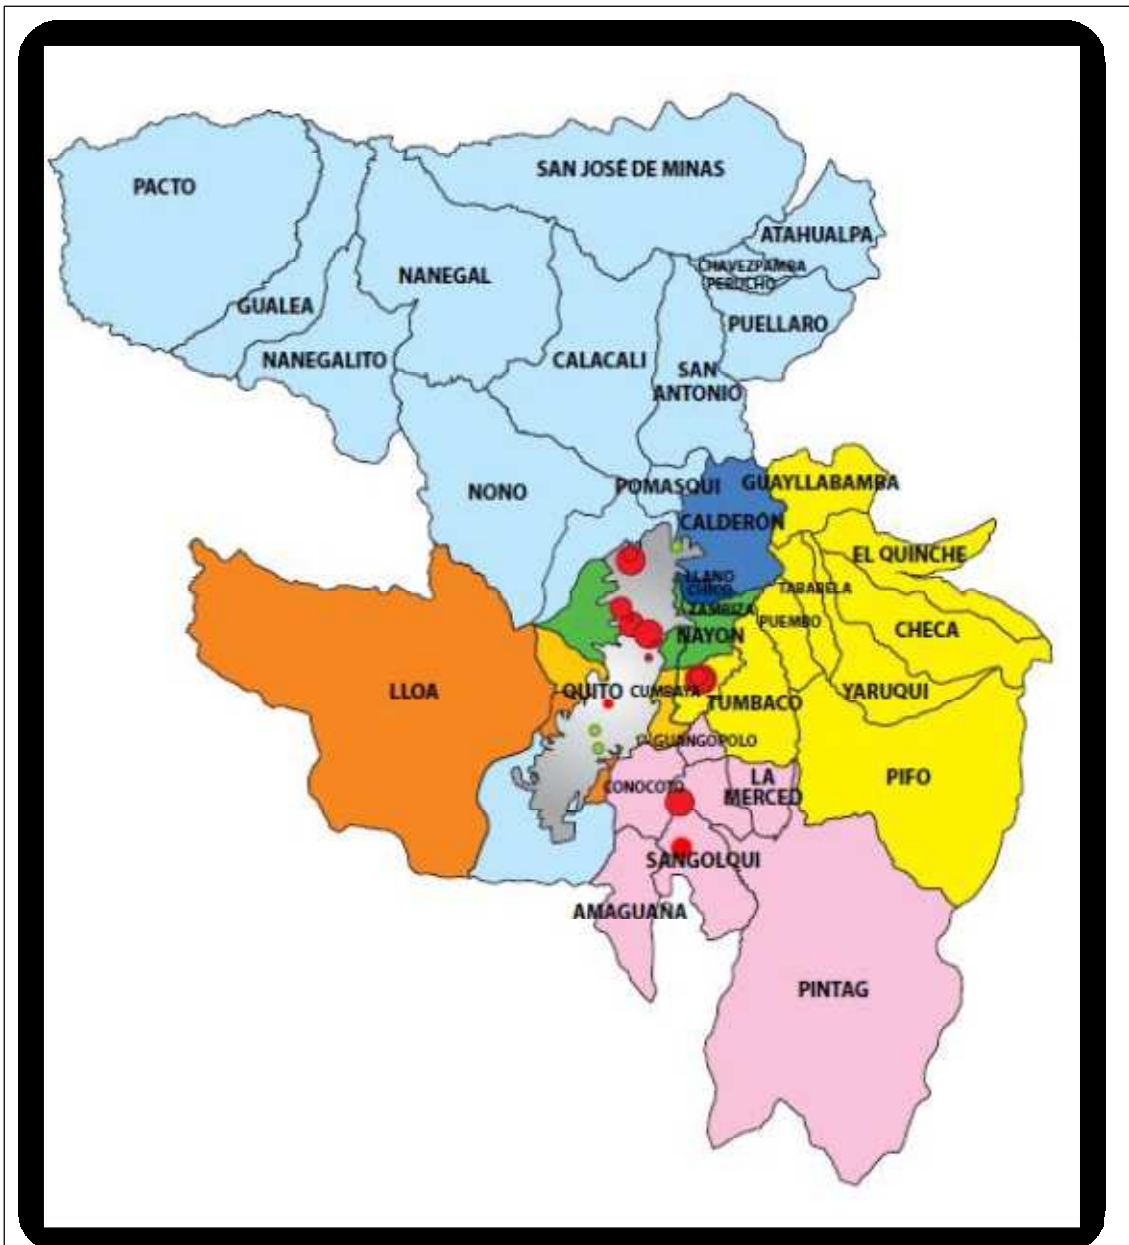 SAN JOSÉ DE MINAS
PACTO
ATAHUALPA
CHAVEZPAMBA
PERUCHO
NANEGAL
GUALEA
PUELLARO
NANEGALITO
CALACALI
SAN
ANTONIO
NONO
POMASQUI
GUAYLLABAMBA
CALDERÓN
EL QUINCHE
LLANO
CHICO
TABABELA
ZAMBIZA
PUEMBO
CHECA
NAYON
LLOA
QUITO
CUMBAYA
YARUQUI
TUMBACO
GUANGOPOLO
PIFO
LA
MERCED
CONOCOTO
SANGOLQUI
AMAGUAÑA
PINTAG